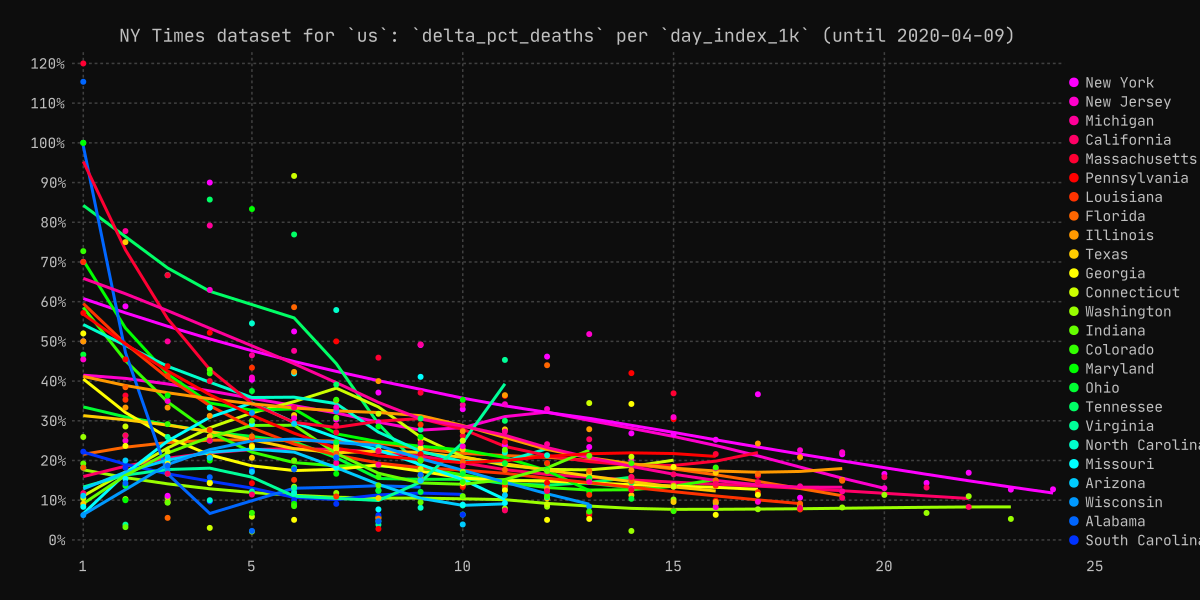 NY Times dataset for `us`: `delta_pct_deaths` per `day_index_1k` (until 2020-04-09)
120%
110%
100%
90%
80%
70%
60%
50%
40%
30%
20%
10%
0%
1
5
10
15
20
25
New York
New Jersey
Michigan
California
Massachusetts
Pennsylvania
Louisiana
Florida
Illinois
Texas
Georgia
Connecticut
Washington
Indiana
Colorado
Maryland
Ohio
Tennessee
Virginia
North Carolina
Missouri
Arizona
Wisconsin
Alabama
South Carolina